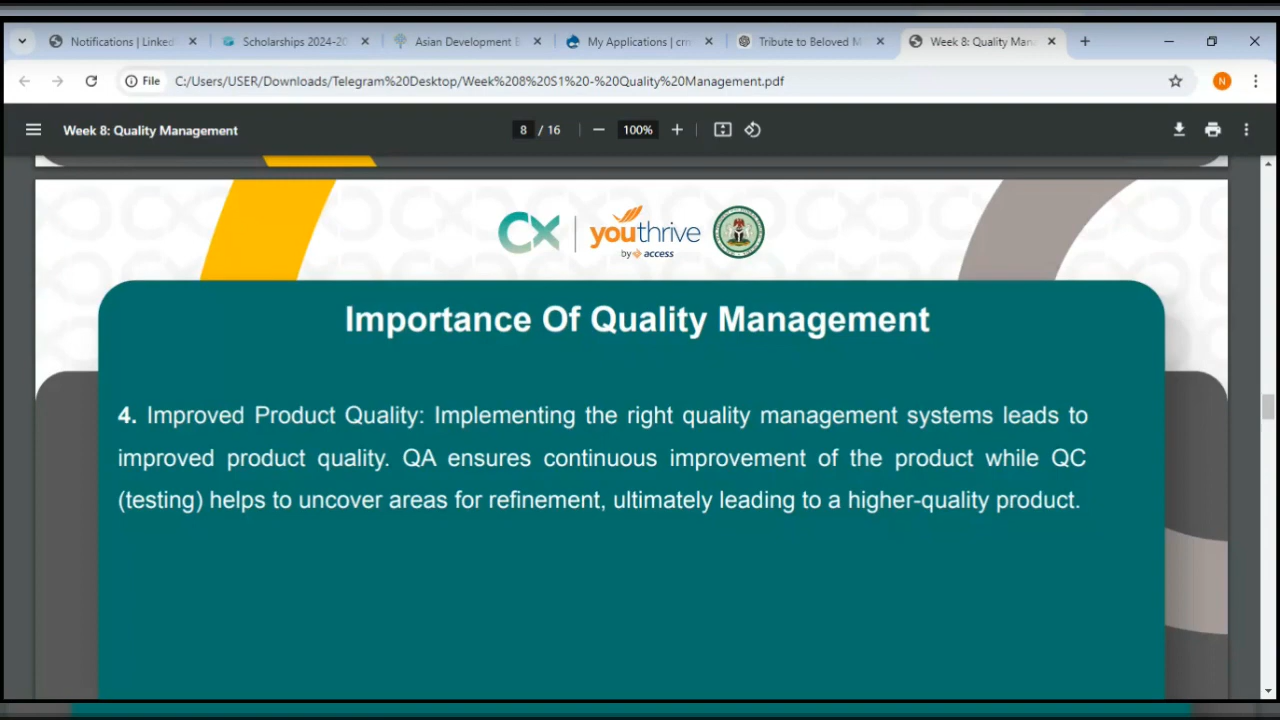 Notifications | Linked
Scholarships 2024-20
Asian Development B
My Applications | crn
Tribute to Beloved M
Week 8: Quality Man
File
C:/Users/USER/Downloads/Telegram%20Desktop/Week%208%20S1%20-%20Quality%20Management.pdf
N
Week 8: Quality Management
8 / 16
100%
CX
youthrive
by access
Importance Of Quality Management
4. Improved Product Quality: Implementing the right quality management systems leads to
improved product quality. QA ensures continuous improvement of the product while QC
(testing) helps to uncover areas for refinement, ultimately leading to a higher-quality product.